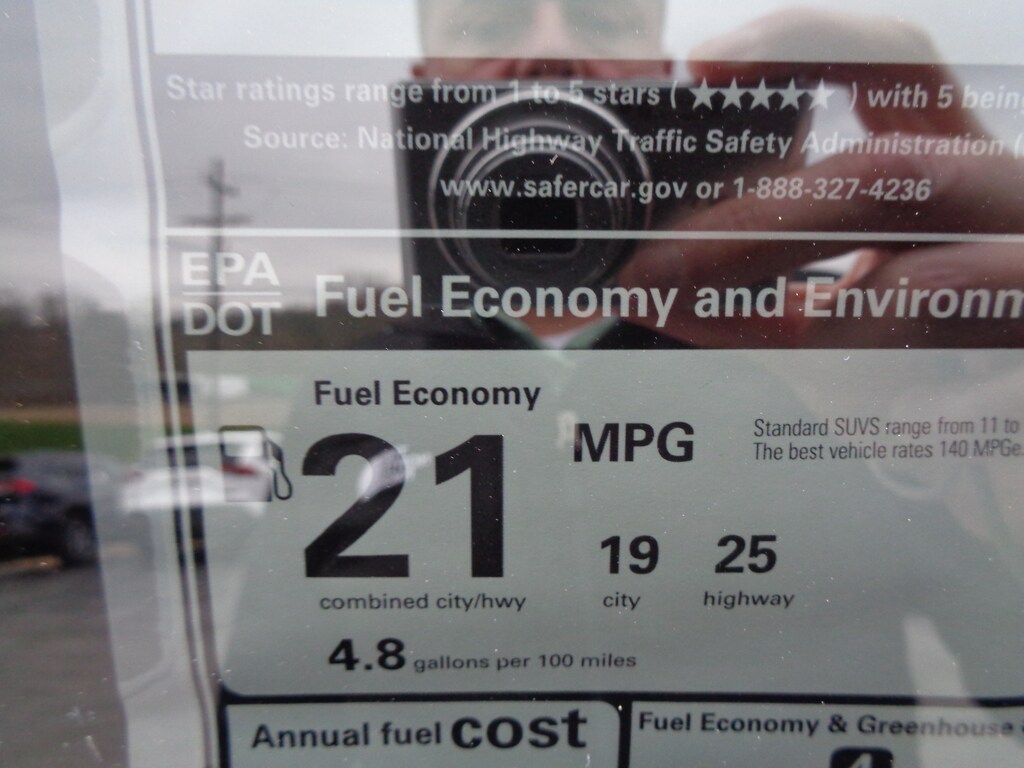 Star ratings range from 1 to 5 stars (★★★★★) with 5 being
Source: National Highway Traffic Safety Administration (
www.safercar.gov or 1-888-327-4236
EPA
DOT
Fuel Economy and Environm
Fuel Economy
21
MPG
Standard SUVS range from 11 to
The best vehicle rates 140 MPGe.
19 25
combined city/hwy city highway
4.8 gallons per 100 miles
Annual fuel cost
Fuel Economy & Greenhouse
4